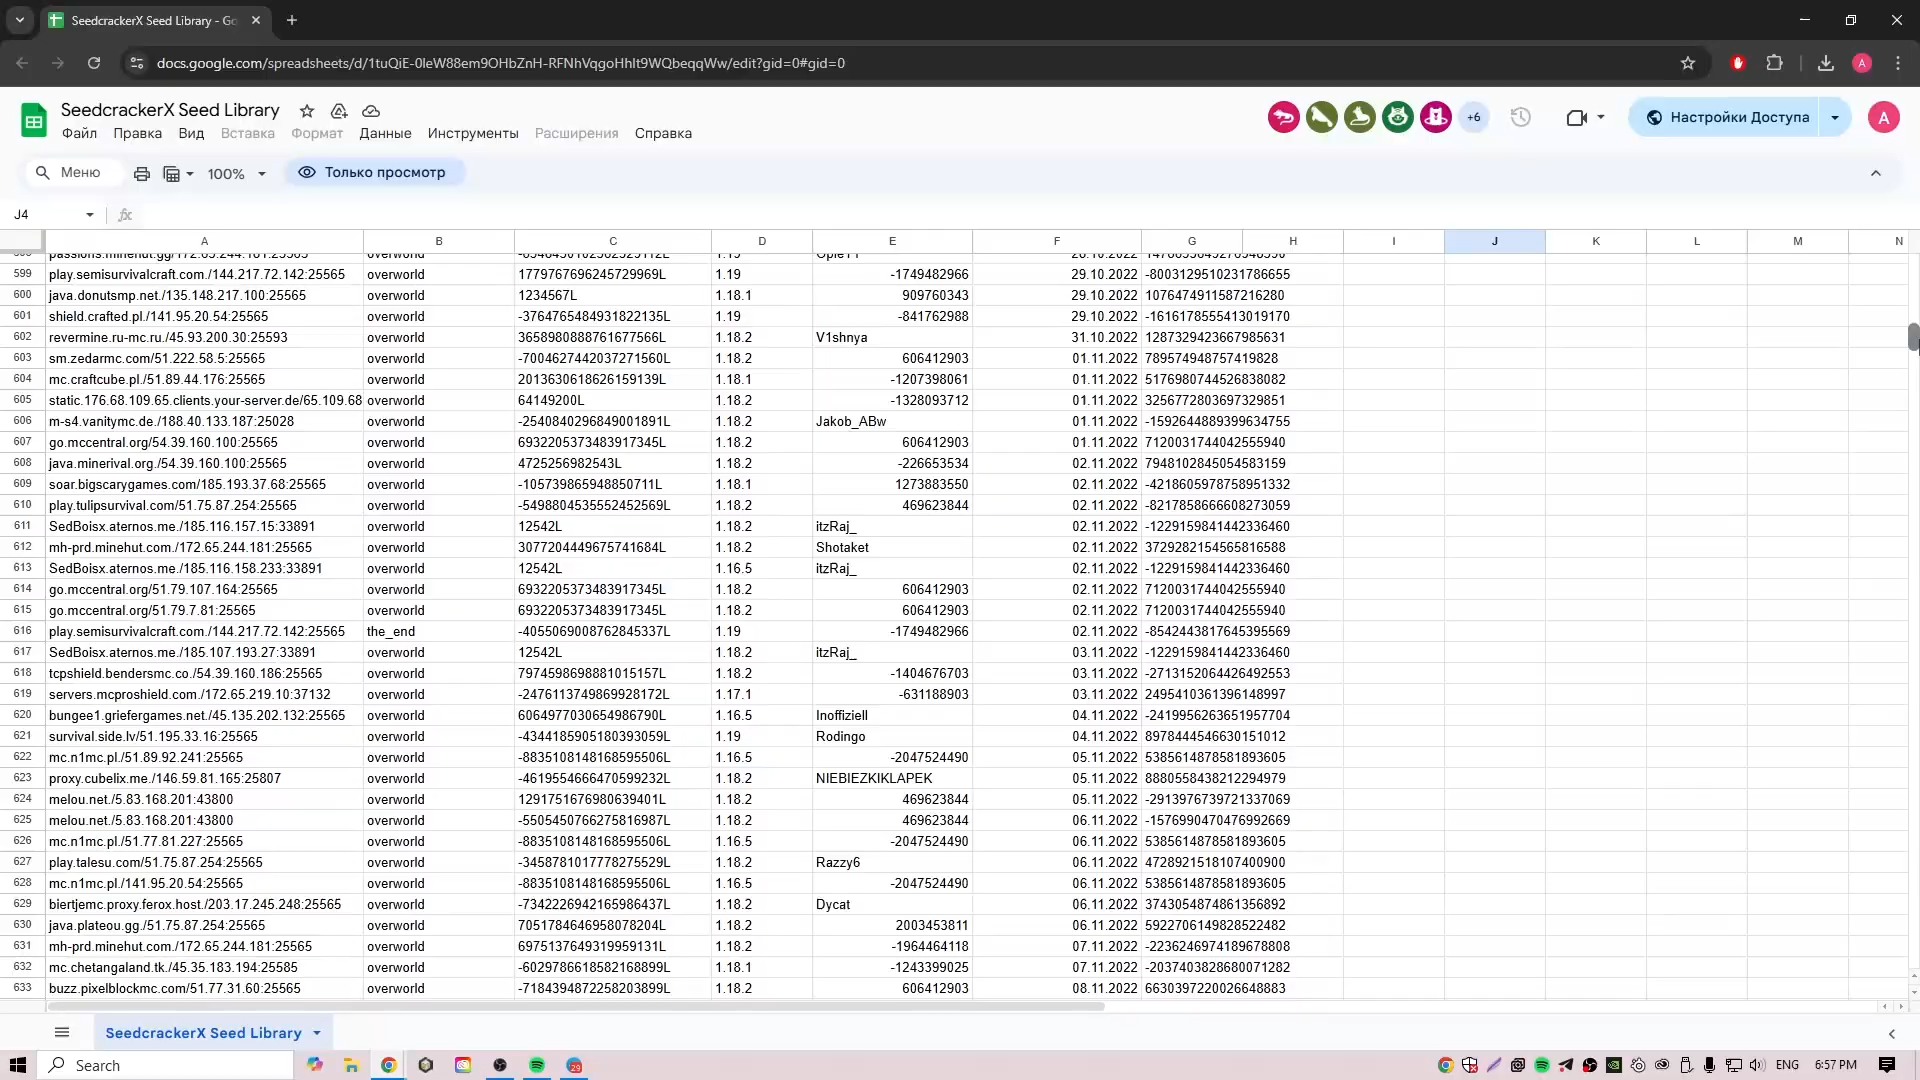 SeedcrackerX Seed Library - Go
docs.google.com/spreadsheets/d/1tuQiE-0leW88em9OHbZnH-RFNhVqgoHhIt9WQbeqqWw/edit?gid=0#gid=0
A
SeedcrackerX Seed Library
Файл Правка Вид Вставка Формат Данные Инструменты Расширения Справка
+6
Настройки Доступа
A
Меню 100% Только просмотр
J4 fx
A B C D E F G H I J K L M N
599 play.semisurvivalcraft.com./144.217.72.142:25565 overworld 1779767696245729969L 1.19 -1749482966 29.10.2022 -8003129510231786655
600 java.donutsmp.net./135.148.217.100:25565 overworld 1234567L 1.18.1 909760343 29.10.2022 1076474911587216280
601 shield.crafted.pl./141.95.20.54:25565 overworld -3764765484931822135L 1.19 -841762988 29.10.2022 -1616178555413019170
602 revermine.ru-mc.ru./45.93.200.30:25593 overworld 3658980888761677566L 1.18.2 V1shnya 31.10.2022 1287329423667985631
603 sm.zedarmc.com/51.222.58.5:25565 overworld -7004627442037271560L 1.18.2 606412903 01.11.2022 789574948757419828
604 mc.craftcube.pl./51.89.44.176:25565 overworld 2013630618626159139L 1.18.1 -1207398061 01.11.2022 5176980744526838082
605 static.176.68.109.65.clients.your-server.de/65.109.68 overworld 64149200L 1.18.2 -1328093712 01.11.2022 3256772803697329851
606 m-s4.vanitymc.de./188.40.133.187:25028 overworld -2540840296849001891L 1.18.2 Jakob_ABw 01.11.2022 -1592644889399634755
607 go.mccentral.org/54.39.160.100:25565 overworld 6932205373483917345L 1.18.2 606412903 01.11.2022 7120031744042555940
608 java.minerival.org./54.39.160.100:25565 overworld 4725256982543L 1.18.2 -226653534 02.11.2022 7948102845054583159
609 soar.bigscarygames.com/185.193.37.68:25565 overworld -105739865948850711L 1.18.1 1273883550 02.11.2022 -4218605978758951332
610 play.tulipsurvival.com/51.75.87.254:25565 overworld -5498804535552452569L 1.18.2 469623844 02.11.2022 -8217858666608273059
611 SedBoisx.aternos.me./185.116.157.15:33891 overworld 12542L 1.18.2 itzRaj_ 02.11.2022 -1229159841442336460
612 mh-prd.minehut.com./172.65.244.181:25565 overworld 3077204449675741684L 1.18.2 Shotaket 02.11.2022 3729282154565816588
613 SedBoisx.aternos.me./185.116.158.233:33891 overworld 12542L 1.16.5 itzRaj_ 02.11.2022 -1229159841442336460
614 go.mccentral.org/51.79.107.164:25565 overworld 6932205373483917345L 1.18.2 606412903 02.11.2022 7120031744042555940
615 go.mccentral.org/51.79.7.81:25565 overworld 6932205373483917345L 1.18.2 606412903 02.11.2022 7120031744042555940
616 play.semisurvivalcraft.com./144.217.72.142:25565 the_end -4055069008762845337L 1.19 -1749482966 02.11.2022 -8542443817645395569
617 SedBoisx.aternos.me./185.107.193.27:33891 overworld 12542L 1.18.2 itzRaj_ 03.11.2022 -1229159841442336460
618 tcpshield.bendersmc.co./54.39.160.186:25565 overworld 7974598698881015157L 1.18.2 -1404676703 03.11.2022 -2713152064426492553
619 servers.mcproshield.com./172.65.219.10:37132 overworld -2476113749869928172L 1.17.1 -631188903 03.11.2022 2495410361396148997
620 bungee1.griefergames.net./45.135.202.132:25565 overworld 6064977030654986790L 1.16.5 Inoffiziell 04.11.2022 -2419956263651957704
621 survival.side.lv/51.195.33.16:25565 overworld -4344185905180393059L 1.19 Rodingo 04.11.2022 8978444546630151012
622 mc.n1mc.pl./51.89.92.241:25565 overworld -8835108148168595506L 1.16.5 -2047524490 05.11.2022 5385614878581893605
623 proxy.cubelix.me./146.59.81.165:25807 overworld -4619554666470599232L 1.18.2 NIEBIEZKIKLAPEK 05.11.2022 8880558438212294979
624 melou.net./5.83.168.201:43800 overworld 1291751676980639401L 1.18.2 469623844 05.11.2022 -2913976739721337069
625 melou.net./5.83.168.201:43800 overworld -5505450766275816987L 1.18.2 469623844 06.11.2022 -1576990470476992669
626 mc.n1mc.pl./51.77.81.227:25565 overworld -8835108148168595506L 1.16.5 -2047524490 06.11.2022 5385614878581893605
627 play.talesu.com/51.75.87.254:25565 overworld -3458781017778275529L 1.18.2 Razzy6 06.11.2022 4728921518107400900
628 mc.n1mc.pl./141.95.20.54:25565 overworld -8835108148168595506L 1.16.5 -2047524490 06.11.2022 5385614878581893605
629 biertjemc.proxy.ferox.host./203.17.245.248:25565 overworld -7342226942165986437L 1.18.2 Dycat 06.11.2022 3743054874861356892
630 java.plateou.gg./51.75.87.254:25565 overworld 7051784646958078204L 1.18.2 2003453811 06.11.2022 5922706149828522482
631 mh-prd.minehut.com./172.65.244.181:25565 overworld 6975137649319959131L 1.18.2 -1964464118 07.11.2022 -2236246974189678808
632 mc.chetangaland.tk./45.35.183.194:25585 overworld -6029786618582168899L 1.18.1 -1243399025 07.11.2022 -2037403828680071282
633 buzz.pixelblockmc.com/51.77.31.60:25565 overworld -7184394872258203899L 1.18.2 606412903 08.11.2022 6630397220026648883
SeedcrackerX Seed Library
Search 29 ENG 6:57 PM